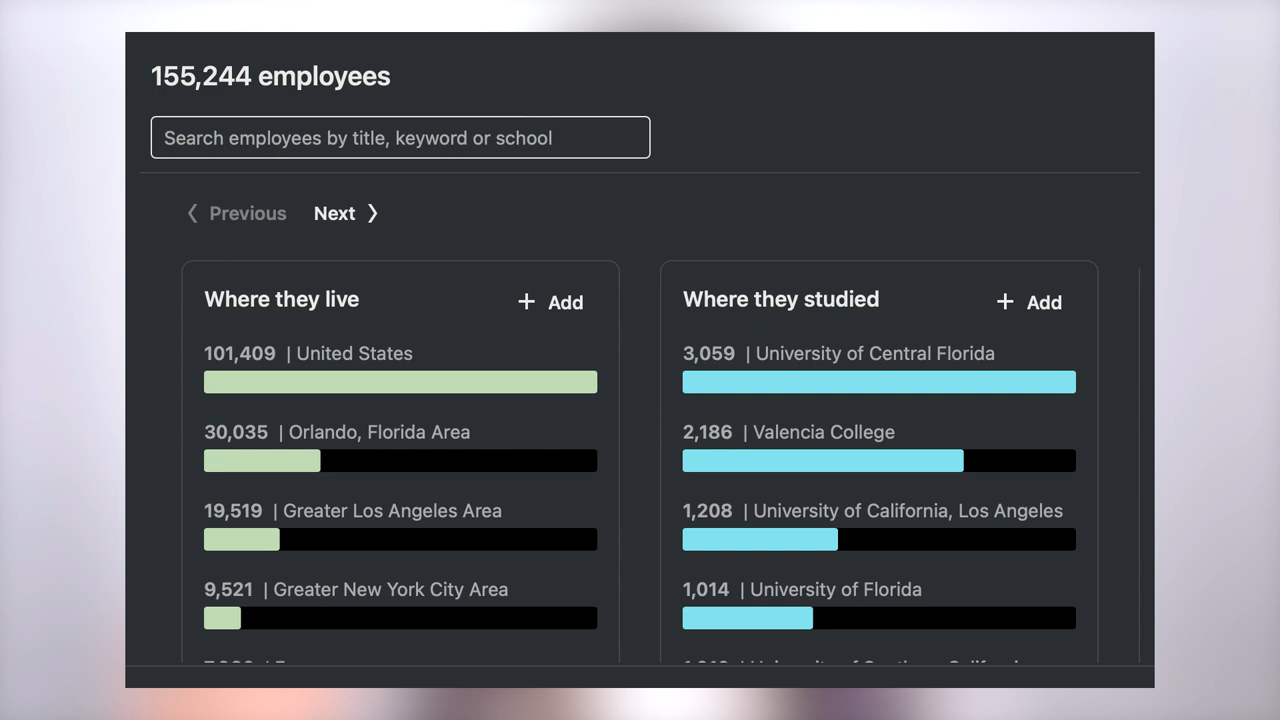 155,244 employees
Search employees by title, keyword or school
Previous
Next
Where they live
+ Add
101,409 | United States
30,035 | Orlando, Florida Area
19,519 | Greater Los Angeles Area
9,521 | Greater New York City Area
Where they studied
+ Add
3,059 | University of Central Florida
2,186 | Valencia College
1,208 | University of California, Los Angeles
1,014 | University of Florida